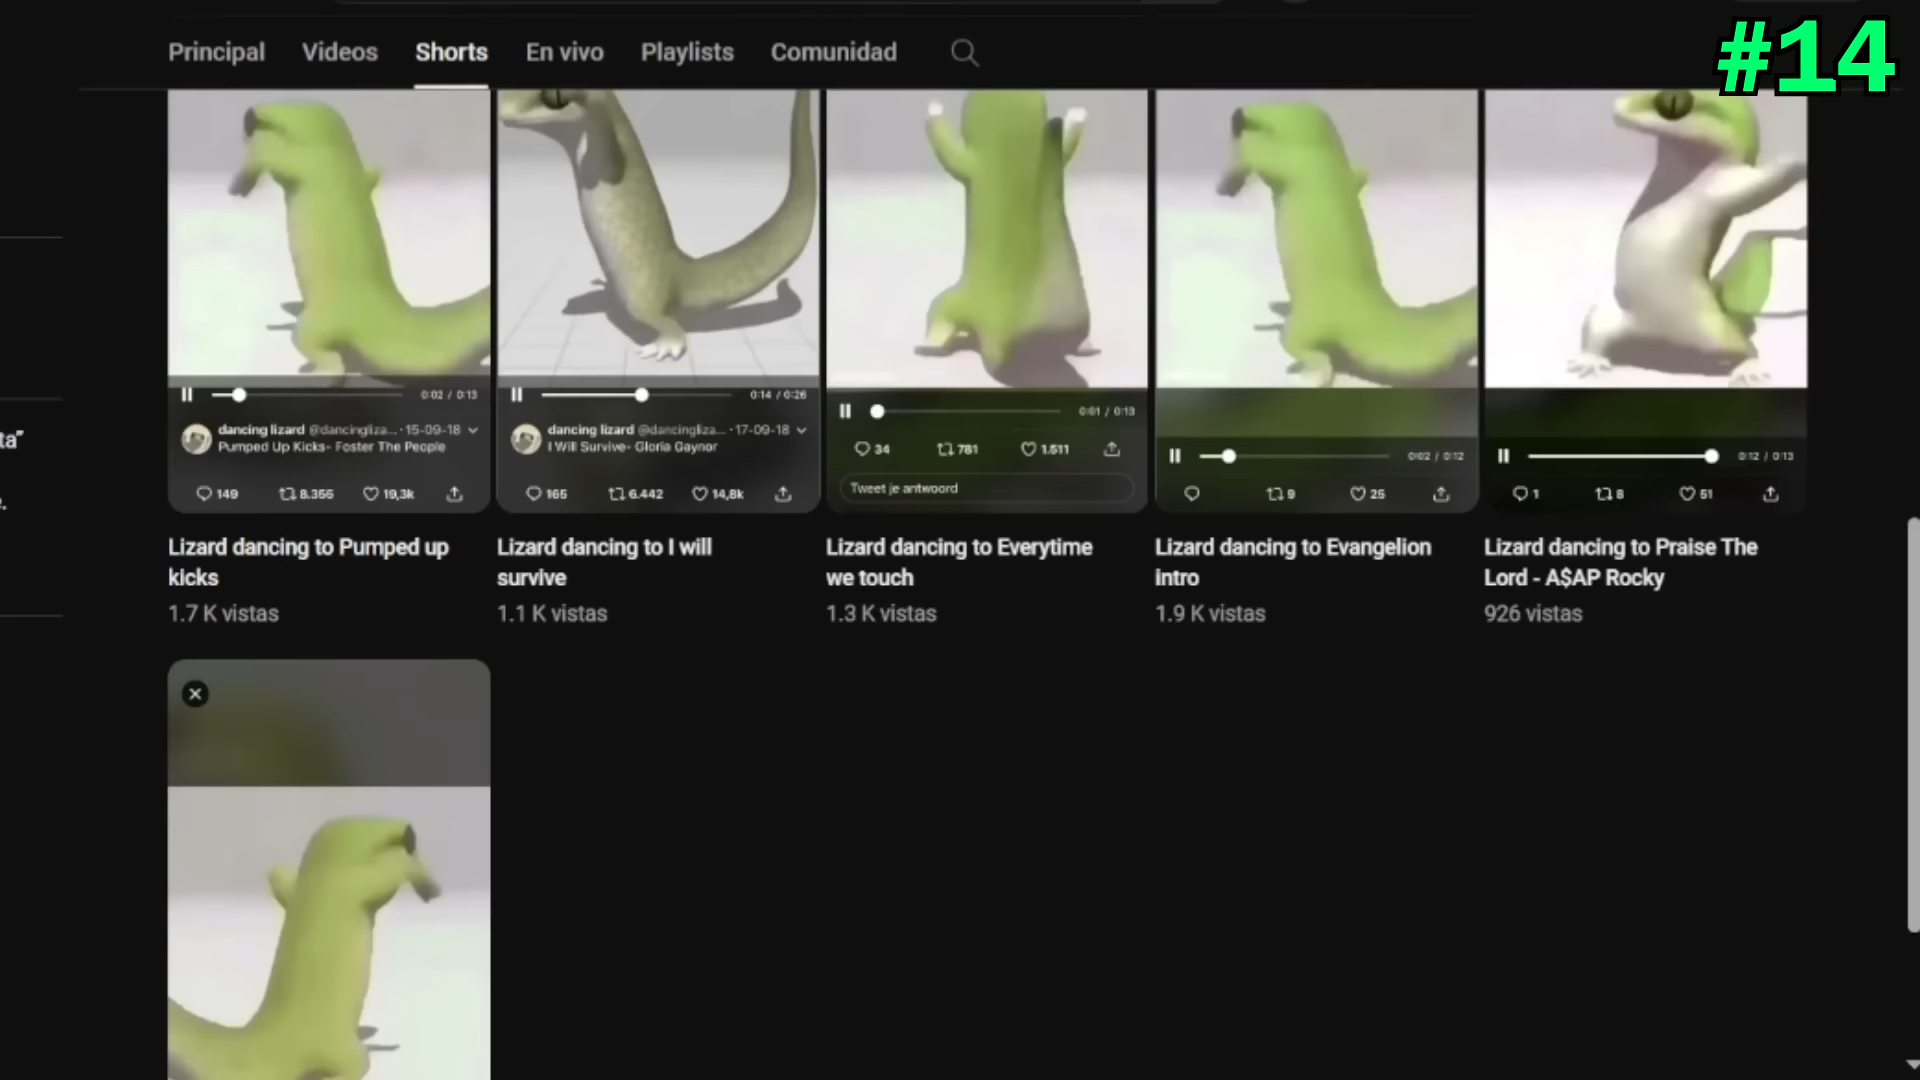 Principal Videos Shorts En vivo Playlists Comunidad
#14
ta"
0:02 / 0:13
dancing lizard @dancingliza... · 15-09-18
Pumped Up Kicks- Foster The People
149 8.355 19,3k
Lizard dancing to Pumped up
kicks
1.7 K vistas
0:14 / 0:26
dancing lizard @dancingliza... · 17-09-18
I Will Survive- Gloria Gaynor
165 6.442 14,8k
Lizard dancing to I will
survive
1.1 K vistas
0:01 / 0:13
34 781 1.511
Tweet je antwoord
Lizard dancing to Everytime
we touch
1.3 K vistas
0:02 / 0:12
9 25
Lizard dancing to Evangelion
intro
1.9 K vistas
0:12 / 0:13
1 8 51
Lizard dancing to Praise The
Lord - A$AP Rocky
926 vistas